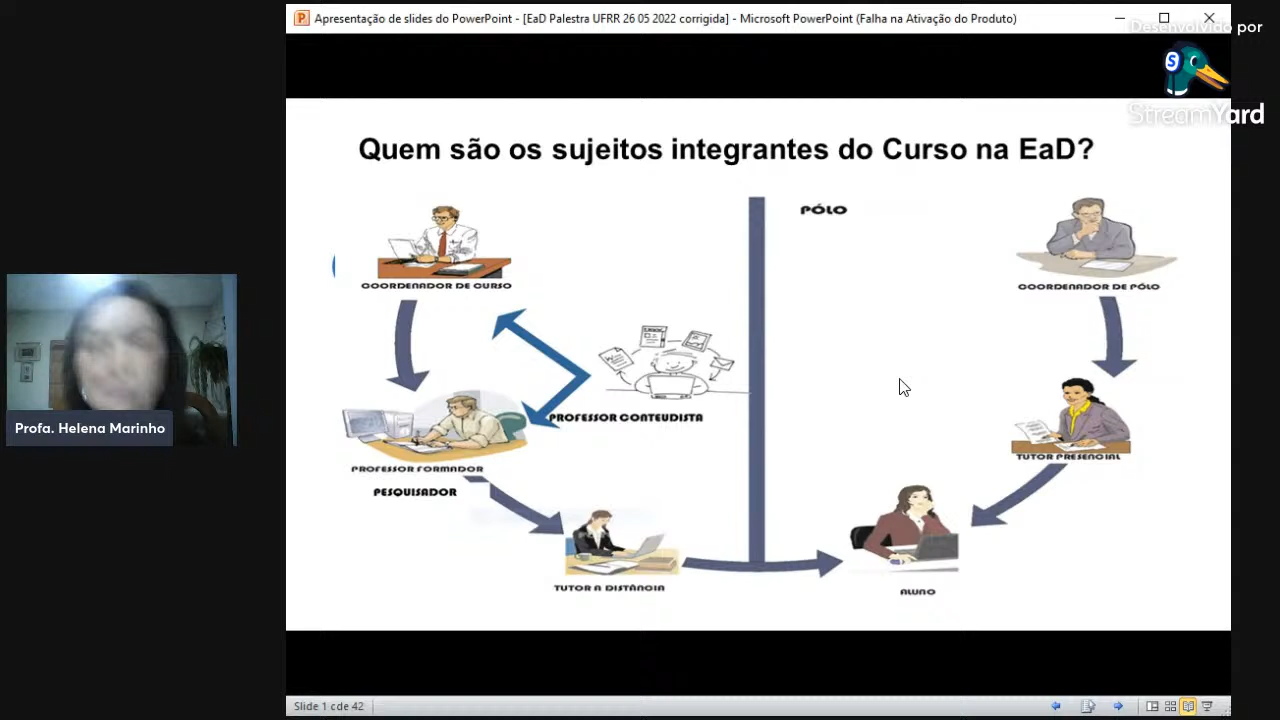 Apresentação de slides do PowerPoint - [EaD Palestra UFRR 26 05 2022 corrigida] - Microsoft PowerPoint (Falha na Ativação do Produto)
Desenvolvido por
StreamYard
Quem são os sujeitos integrantes do Curso na EaD?
PÓLO
COORDENADOR DE CURSO
COORDENADOR DE PÓLO
PROFESSOR CONTEUDISTA
PROFESSOR FORMADOR
PESQUISADOR
TUTOR PRESENCIAL
TUTOR A DISTÂNCIA
ALUNO
Profa. Helena Marinho
Slide 1 cde 42